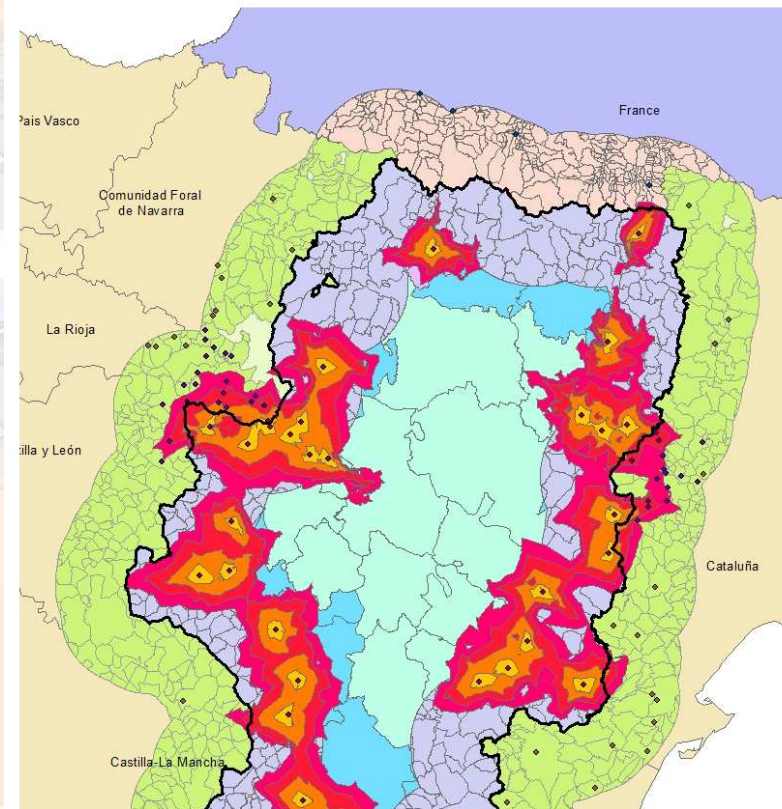 France
Pais Vasco
Comunidad Foral
de Navarra
La Rioja
tilla y León
Cataluña
Castilla-La Mancha